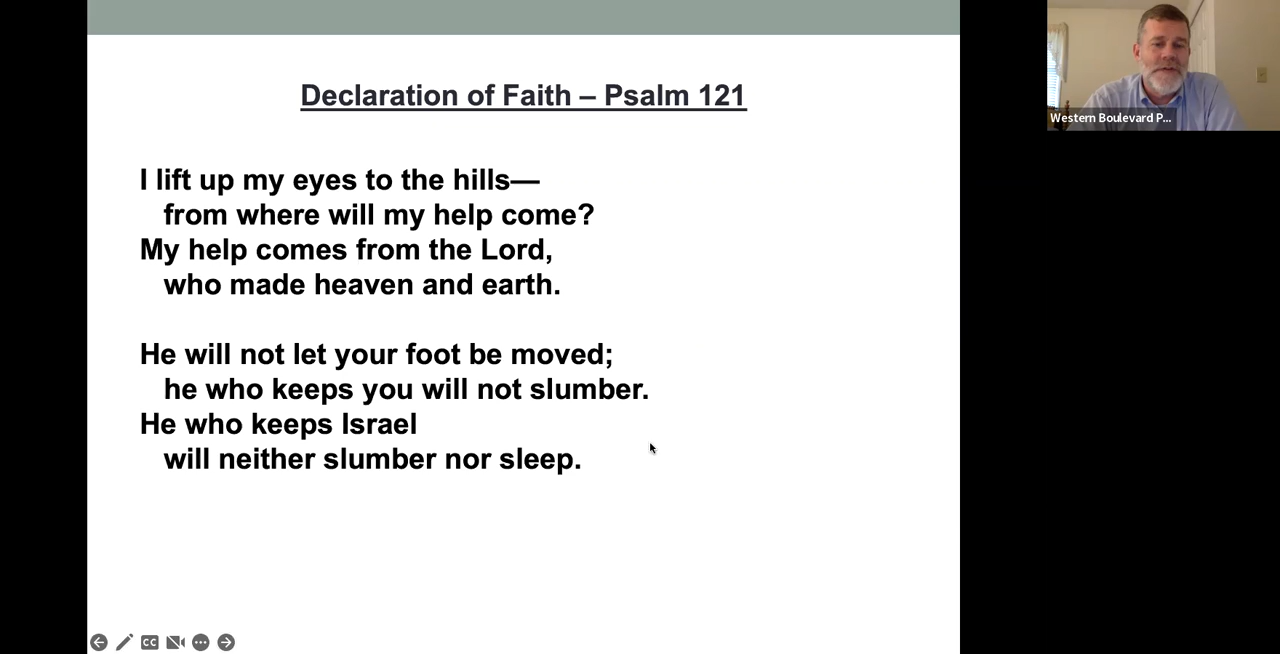 Declaration of Faith – Psalm 121
I lift up my eyes to the hills—
from where will my help come?
My help comes from the Lord,
who made heaven and earth.
He will not let your foot be moved;
he who keeps you will not slumber.
He who keeps Israel
will neither slumber nor sleep.
Western Boulevard P...
CC